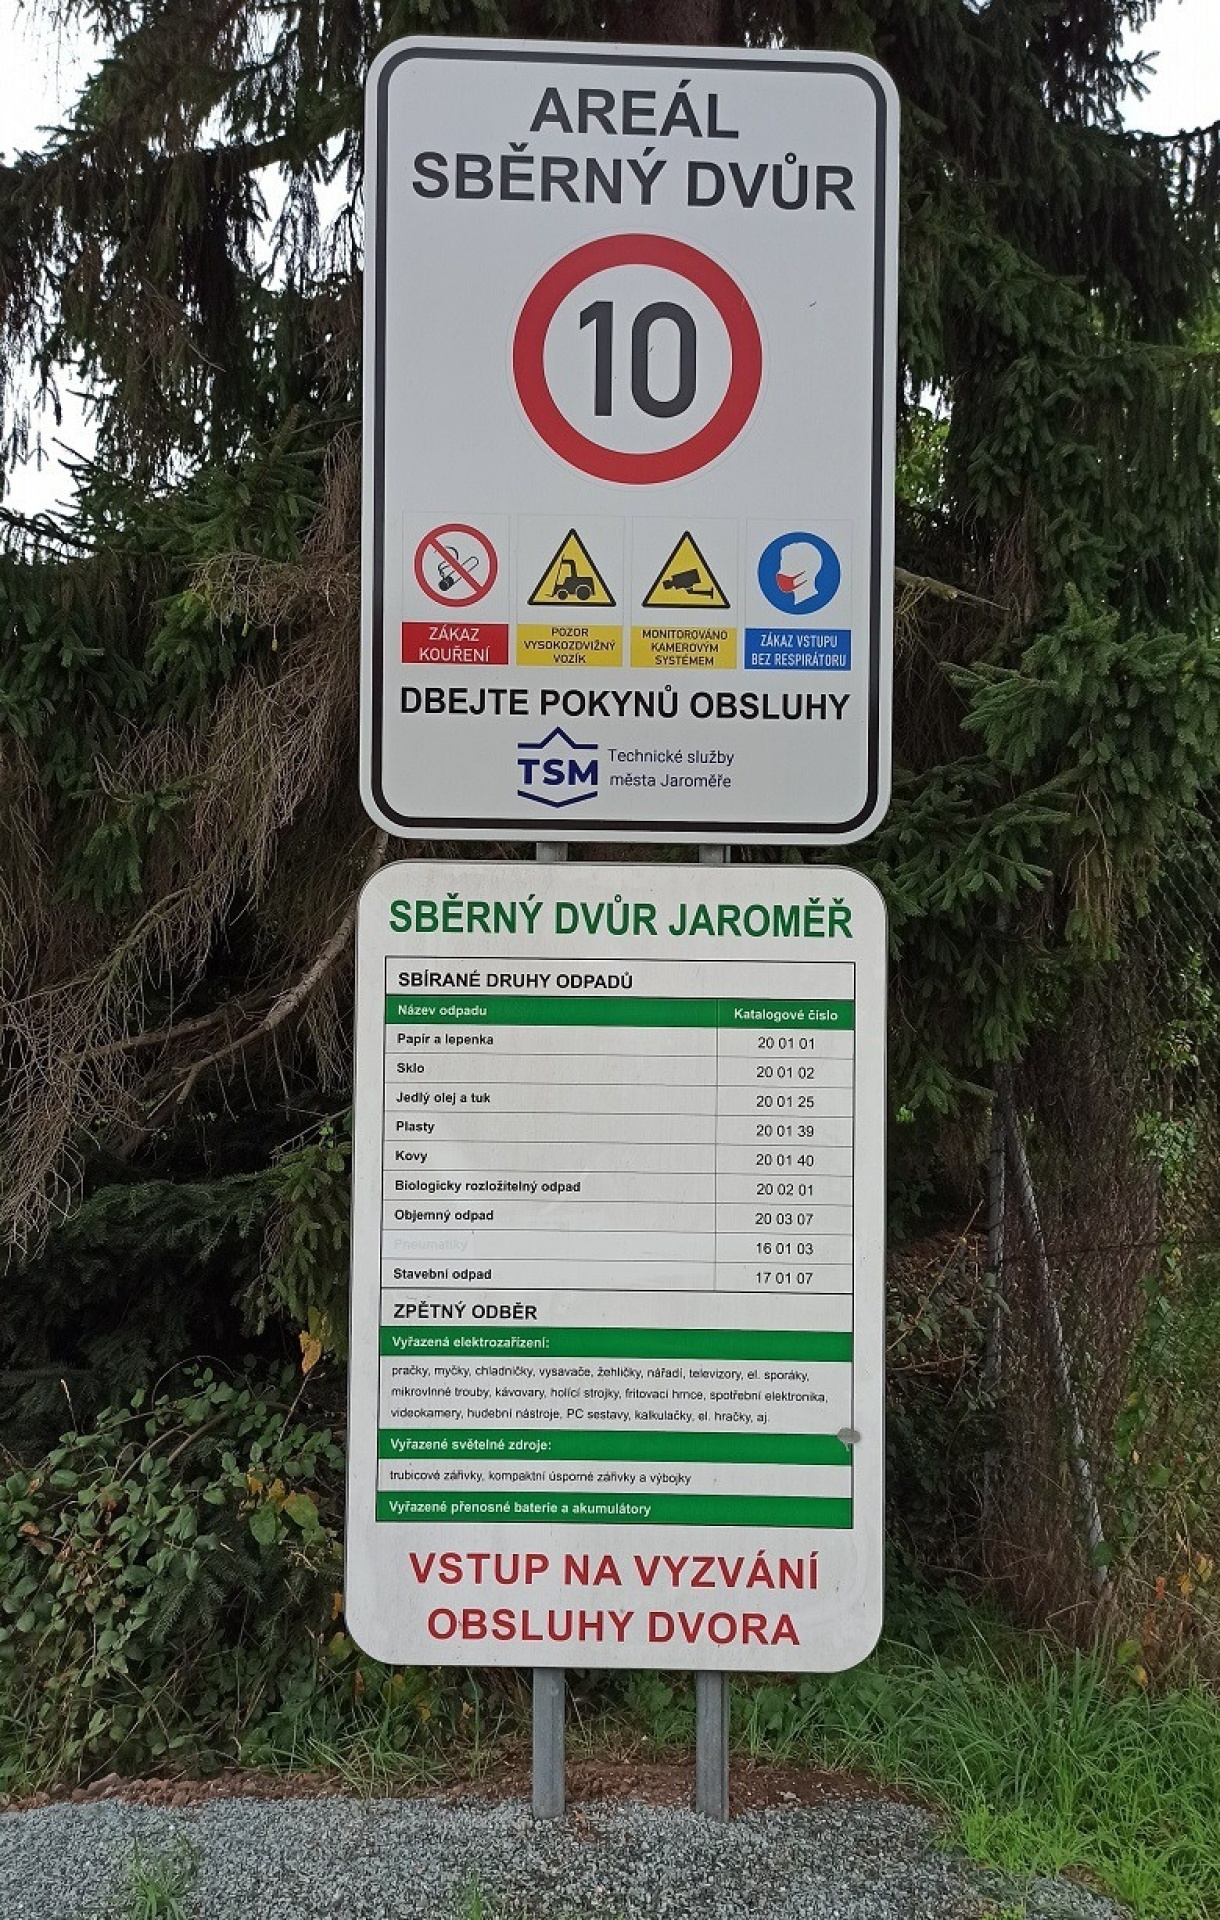 AREÁL
SBĚRNÝ DVŮR
10
ZÁKAZ
KOUŘENÍ
POZOR
VYSOKOZDVIŽNÝ
VOZÍK
MONITOROVÁNO
KAMEROVÝM
SYSTÉMEM
ZÁKAZ VSTUPU
BEZ RESPIRÁTORU
DBEJTE POKYNŮ OBSLUHY
TSM
Technické služby
města Jaroměře
SBĚRNÝ DVŮR JAROMĚŘ
SBÍRANÉ DRUHY ODPADŮ
Název odpadu Katalogové číslo
Papír a lepenka 20 01 01
Sklo 20 01 02
Jedlý olej a tuk 20 01 25
Plasty 20 01 39
Kovy 20 01 40
Biologicky rozložitelný odpad 20 02 01
Objemný odpad 20 03 07
Pneumatiky 16 01 03
Stavební odpad 17 01 07
ZPĚTNÝ ODBĚR
Vyřazená elektrozařízení:
pračky, myčky, chladničky, vysavače, žehličky, nářadí, televizory, el. sporáky,
mikrovlnné trouby, kávovary, holící strojky, fritovací hrnce, spotřební elektronika,
videokamery, hudební nástroje, PC sestavy, kalkulačky, el. hračky, aj.
Vyřazené světelné zdroje:
trubicové zářivky, kompaktní úsporné zářivky a výbojky
Vyřazené přenosné baterie a akumulátory
VSTUP NA VYZVÁNÍ
OBSLUHY DVORA